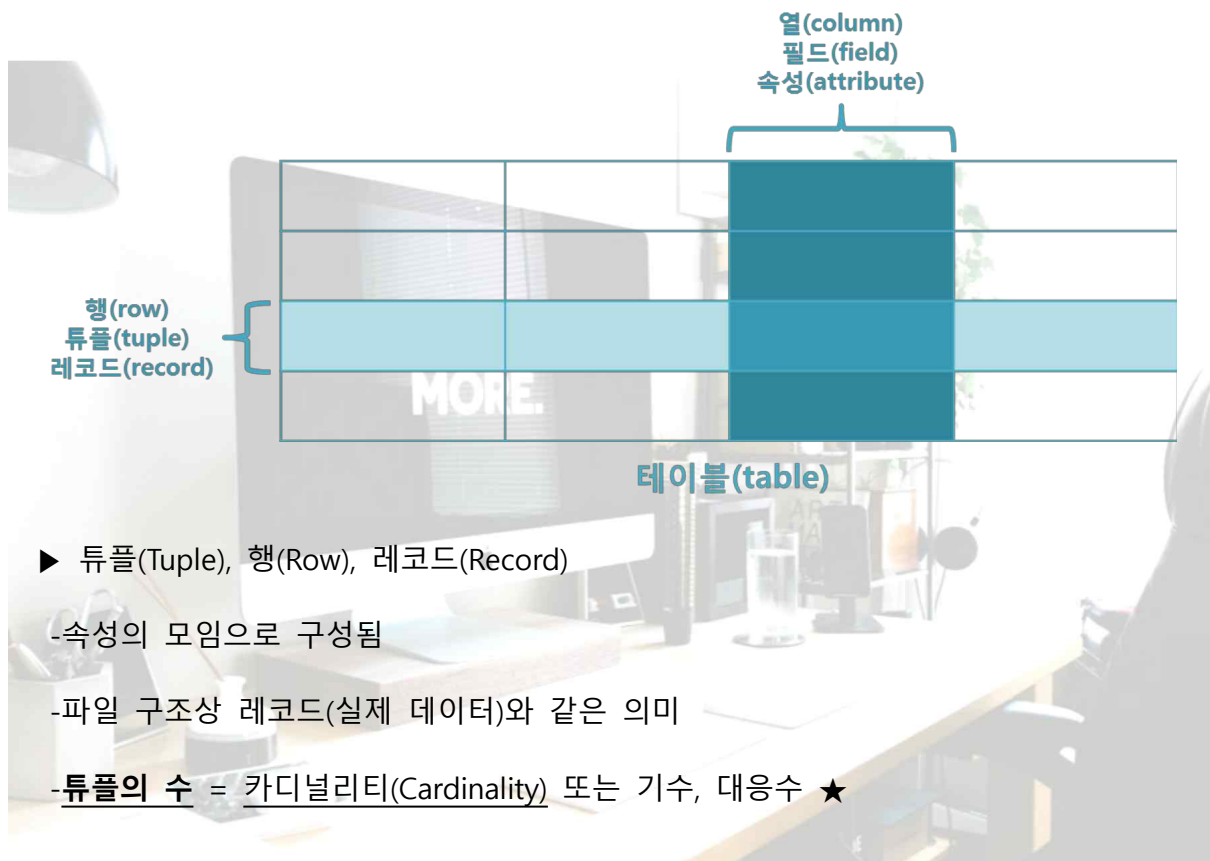 열(column)
필드(field)
속성(attribute)
행(row)
튜플(tuple)
레코드(record)
MORE.
테이블(table)
▶ 튜플(Tuple), 행(Row), 레코드(Record)
-속성의 모임으로 구성됨
-파일 구조상 레코드(실제 데이터)와 같은 의미
-튜플의 수 = 카디널리티(Cardinality) 또는 기수, 대응수 ★